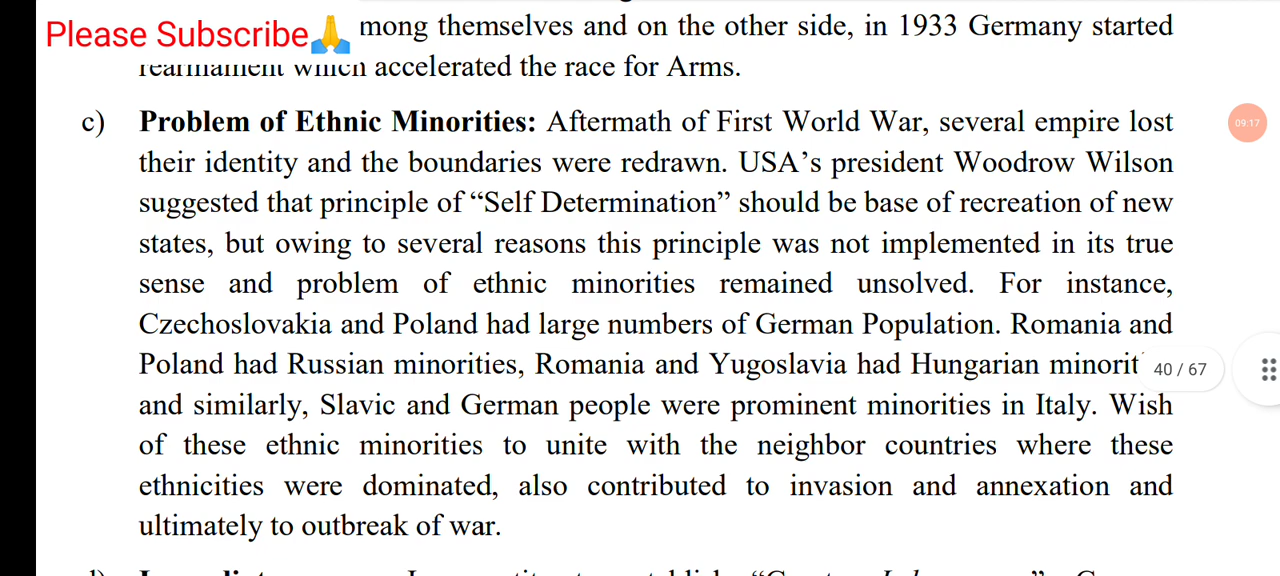 Please Subscribe🙏 mong themselves and on the other side, in 1933 Germany started
rearmament which accelerated the race for Arms.
c) Problem of Ethnic Minorities: Aftermath of First World War, several empire lost
09:17
their identity and the boundaries were redrawn. USA’s president Woodrow Wilson
suggested that principle of “Self Determination” should be base of recreation of new
states, but owing to several reasons this principle was not implemented in its true
sense and problem of ethnic minorities remained unsolved. For instance,
Czechoslovakia and Poland had large numbers of German Population. Romania and
Poland had Russian minorities, Romania and Yugoslavia had Hungarian minorit
40 / 67
and similarly, Slavic and German people were prominent minorities in Italy. Wish
of these ethnic minorities to unite with the neighbor countries where these
ethnicities were dominated, also contributed to invasion and annexation and
ultimately to outbreak of war.